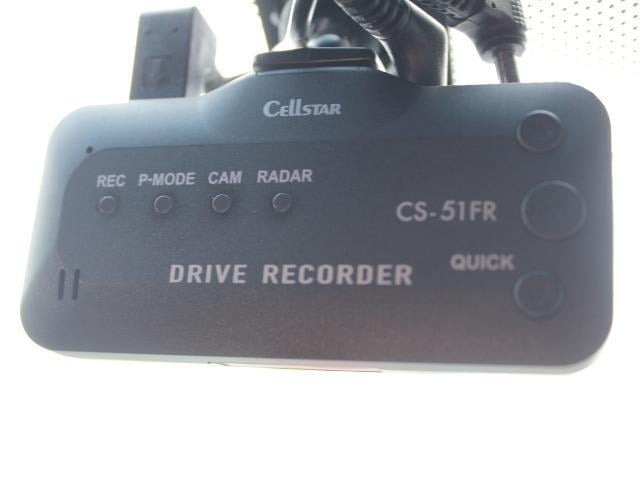 CELLSTAR
REC P-MODE CAM RADAR
CS-51FR
QUICK
DRIVE RECORDER